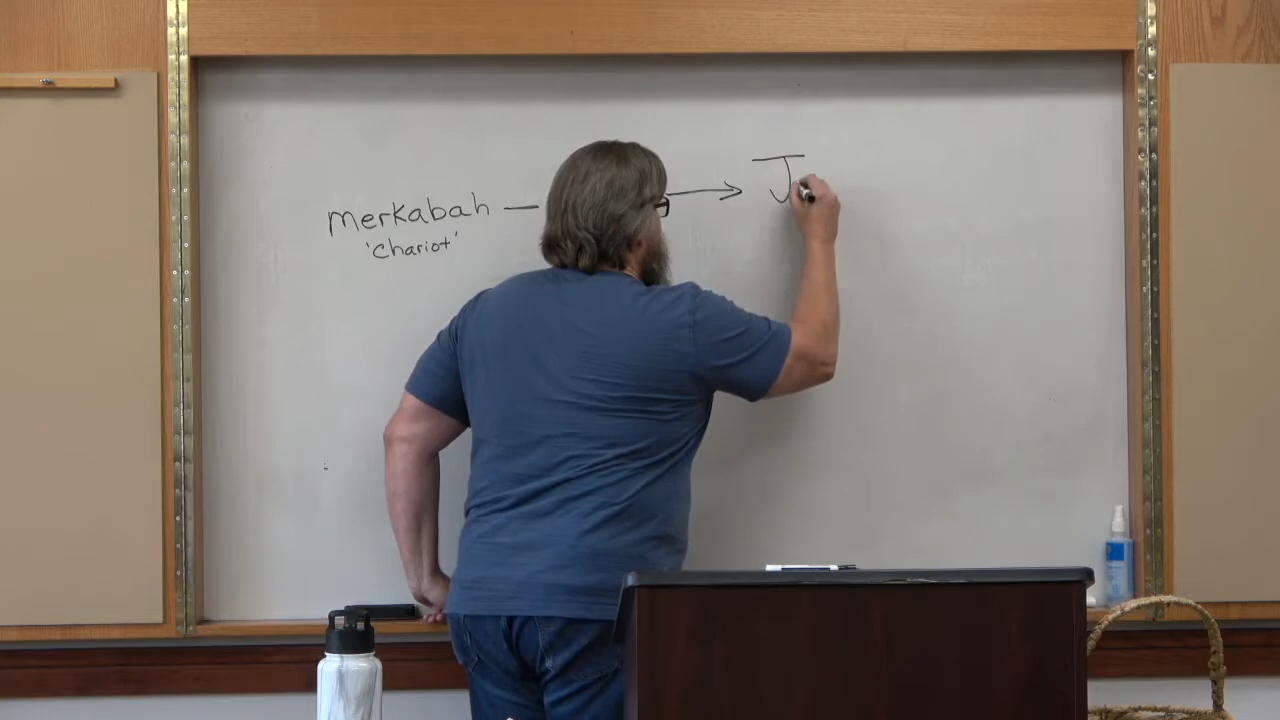 merkabah — → J
'chariot'